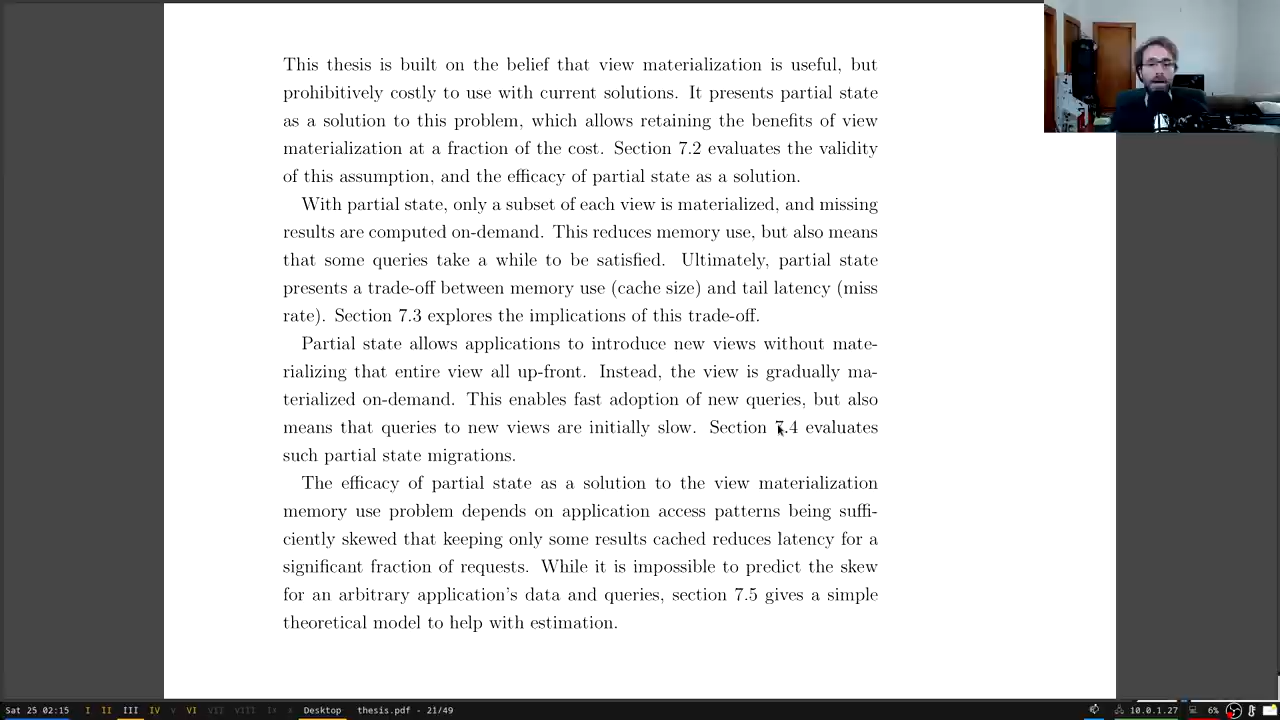 This thesis is built on the belief that view materialization is useful, but
prohibitively costly to use with current solutions. It presents partial state
as a solution to this problem, which allows retaining the benefits of view
materialization at a fraction of the cost. Section 7.2 evaluates the validity
of this assumption, and the efficacy of partial state as a solution.
With partial state, only a subset of each view is materialized, and missing
results are computed on-demand. This reduces memory use, but also means
that some queries take a while to be satisfied. Ultimately, partial state
presents a trade-off between memory use (cache size) and tail latency (miss
rate). Section 7.3 explores the implications of this trade-off.
Partial state allows applications to introduce new views without mate-
rializing that entire view all up-front. Instead, the view is gradually ma-
terialized on-demand. This enables fast adoption of new queries, but also
means that queries to new views are initially slow. Section 7.4 evaluates
such partial state migrations.
The efficacy of partial state as a solution to the view materialization
memory use problem depends on application access patterns being suffi-
ciently skewed that keeping only some results cached reduces latency for a
significant fraction of requests. While it is impossible to predict the skew
for an arbitrary application's data and queries, section 7.5 gives a simple
theoretical model to help with estimation.
Sat 25 02:15 I II III IV V VI VII VIII IX X Desktop thesis.pdf - 21/49 10.0.1.27 6%